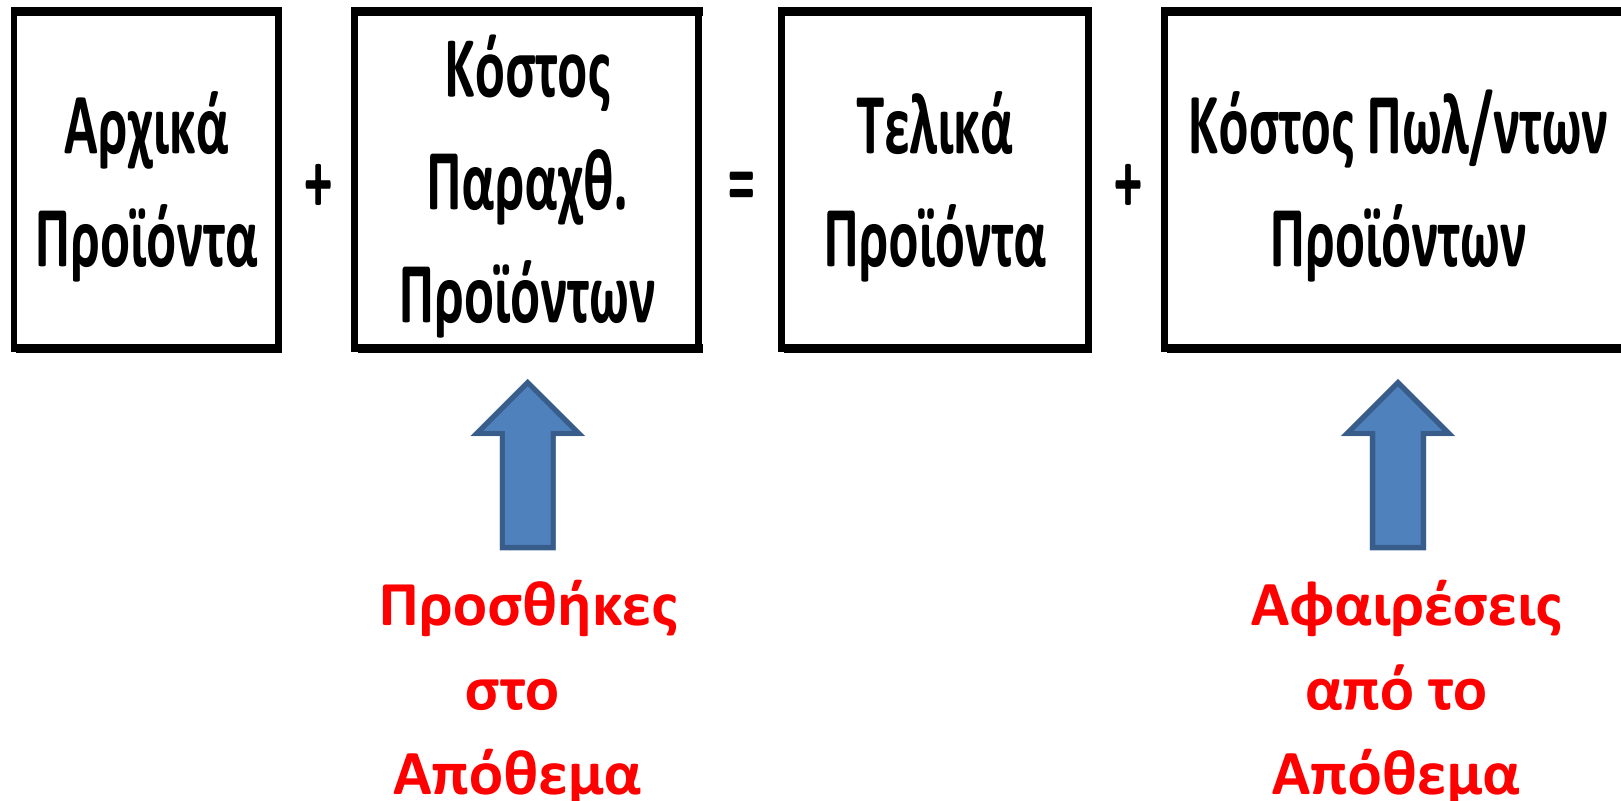 Αρχικά
Προϊόντα
+
Κόστος
Παραχθ.
Προϊόντων
=
Τελικά
Προϊόντα
+
Κόστος Πωλ/ντων
Προϊόντων
Προσθήκες
στο
Απόθεμα
Αφαιρέσεις
από το
Απόθεμα